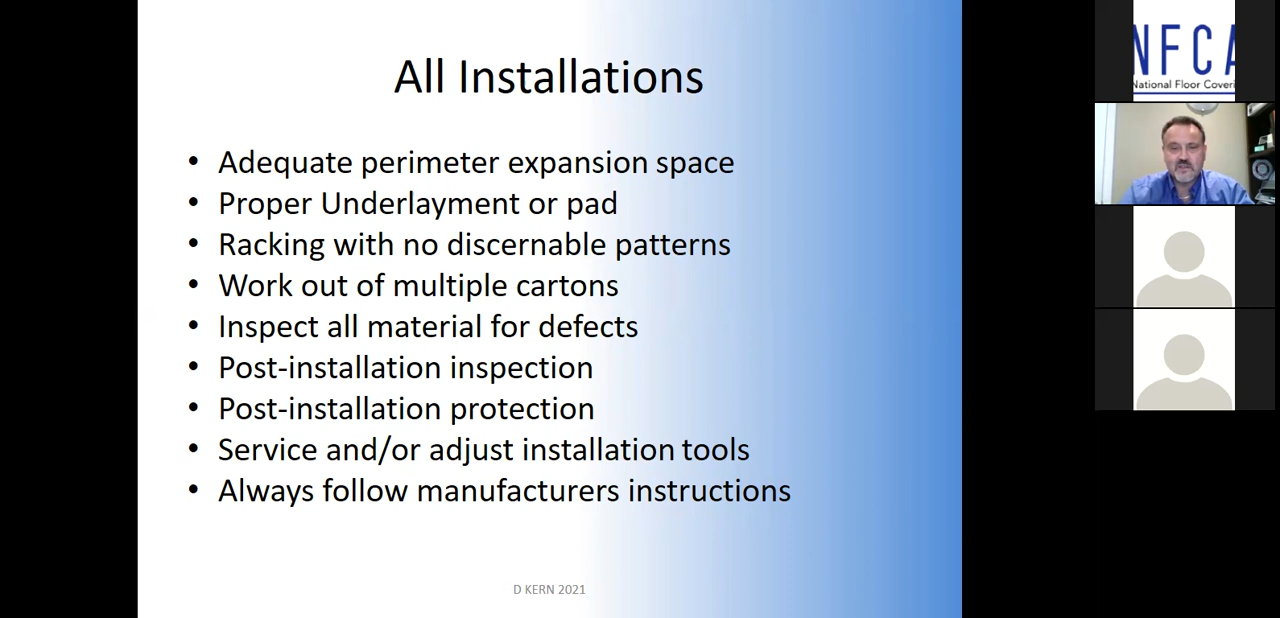 All Installations
• Adequate perimeter expansion space
• Proper Underlayment or pad
• Racking with no discernable patterns
• Work out of multiple cartons
• Inspect all material for defects
• Post-installation inspection
• Post-installation protection
• Service and/or adjust installation tools
• Always follow manufacturers instructions
D KERN 2021
NFCA
National Floor Coveri